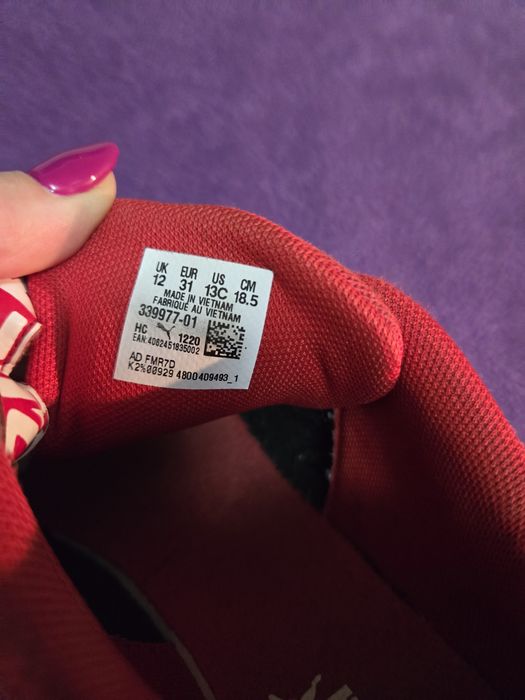 UK EUR US CM
12 31 13C 18.5
MADE IN VIETNAM
FABRIQUÉ AU VIETNAM
339977-01
HC 1220
EAN:4062451835002
AD FMR7D
K2%00929 4800409493_1